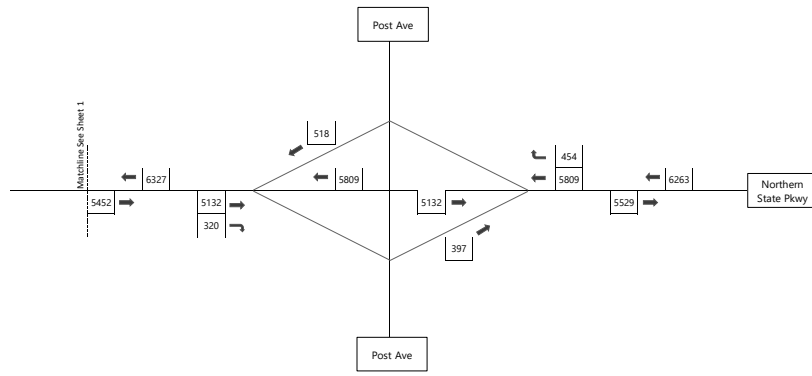 Post Ave
Matchline See Sheet 1
518
454
6327
5809
5809
6263
Northern
State Pkwy
5452
5132
5132
5529
320
397
Post Ave